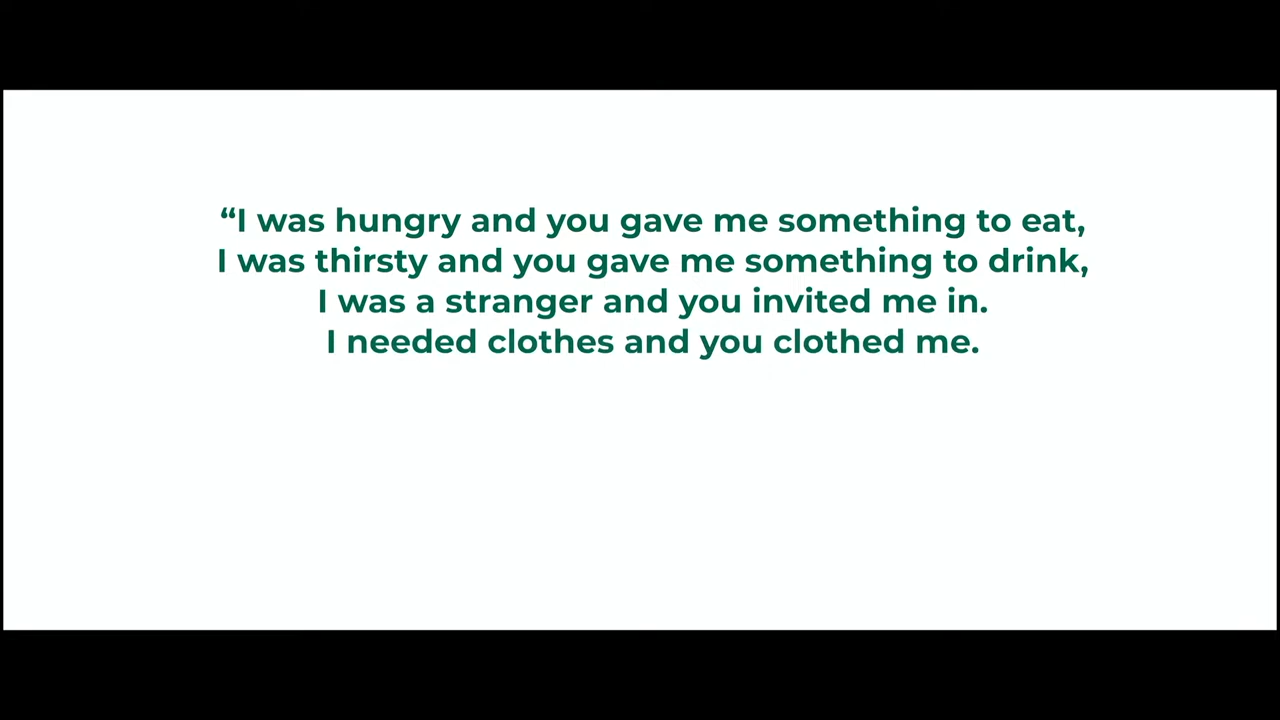 “I was hungry and you gave me something to eat,
I was thirsty and you gave me something to drink,
I was a stranger and you invited me in.
I needed clothes and you clothed me.